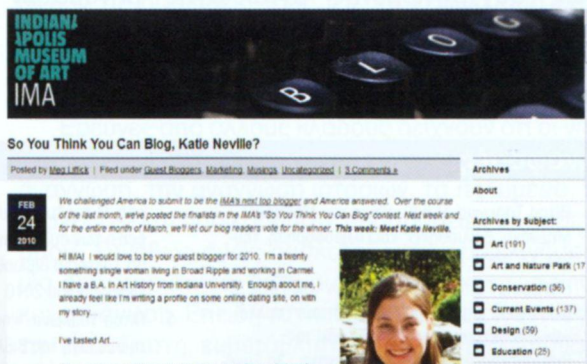 INDIAN/
APOLIS
MUSEUM
OF ART
IMA
B L O G
So You Think You Can Blog, Katie Neville?
Posted by Meg Liffick | Filed under Guest Bloggers, Marketing, Musings, Uncategorized | 3 Comments »
FEB
24
2010
We challenged America to submit to be the IMA's next top blogger and America answered. Over the course
of the last month, we've posted the finalists in the IMA's "So You Think You Can Blog" contest. Next week and
for the entire month of March, we'll let our blog readers vote for the winner. This week: Meet Katie Neville.
Hi IMA! I would love to be your guest blogger for 2010. I'm a twenty
something single woman living in Broad Ripple and working in Carmel.
I have a B.A. in Art History from Indiana University. Enough about me, I
already feel like I'm writing a profile on some online dating site, on with
my story.
I've tasted Art....
Archives
About
Archives by Subject:
Art (191)
Art and Nature Park (17
Conservation (36)
Current Events (137)
Design (59)
Education (25)